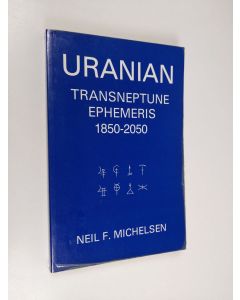 URANIAN
TRANSNEPTUNE
EPHEMERIS
1850-2050
NEIL F. MICHELSEN